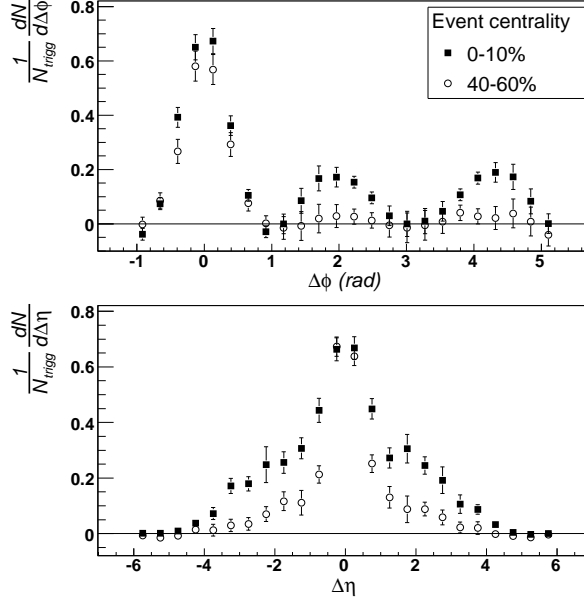 1/N_trigg dN/dΔϕ
0.8
0.6
0.4
0.2
0
Event centrality
0-10%
40-60%
-1 0 1 2 3 4 5
Δϕ (rad)
1/N_trigg dN/dΔη
0.8
0.6
0.4
0.2
0
-6 -4 -2 0 2 4 6
Δη